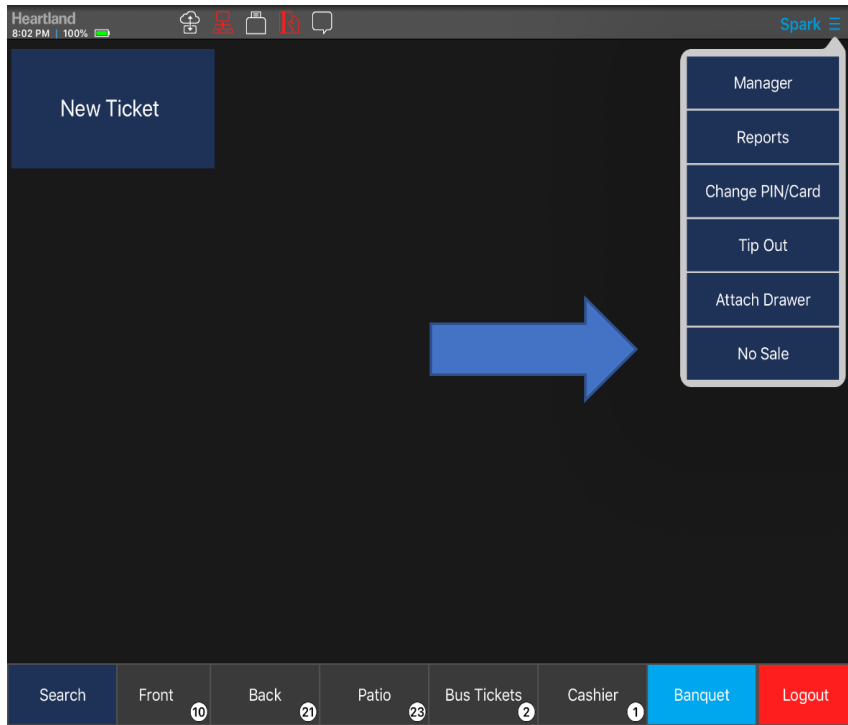 Heartland
8:02 PM | 100%
Spark
New Ticket
Manager
Reports
Change PIN/Card
Tip Out
Attach Drawer
No Sale
Search
Front
10
Back
21
Patio
23
Bus Tickets
2
Cashier
1
Banquet
Logout